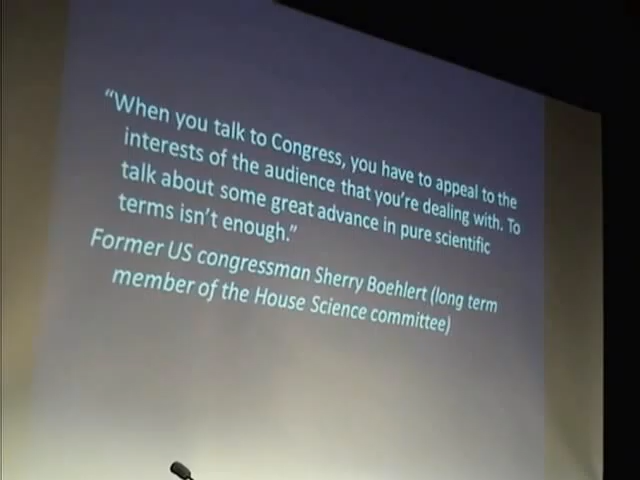 “When you talk to Congress, you have to appeal to the
interests of the audience that you’re dealing with. To
talk about some great advance in pure scientific
terms isn’t enough.”
Former US congressman Sherry Boehlert (long term
member of the House Science committee)